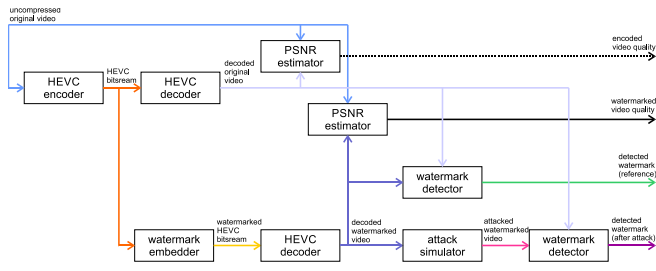 uncompressed
original video
PSNR
estimator
encoded
video quality
HEVC
encoder
HEVC
bitsream
HEVC
decoder
decoded
original
video
PSNR
estimator
watermarked
video quality
watermark
detector
detected
watermark
(reference)
watermark
embedder
watermarked
HEVC
bitsream
HEVC
decoder
decoded
watermarked
video
attack
simulator
attacked
watermarked
video
watermark
detector
detected
watermark
(after attack)